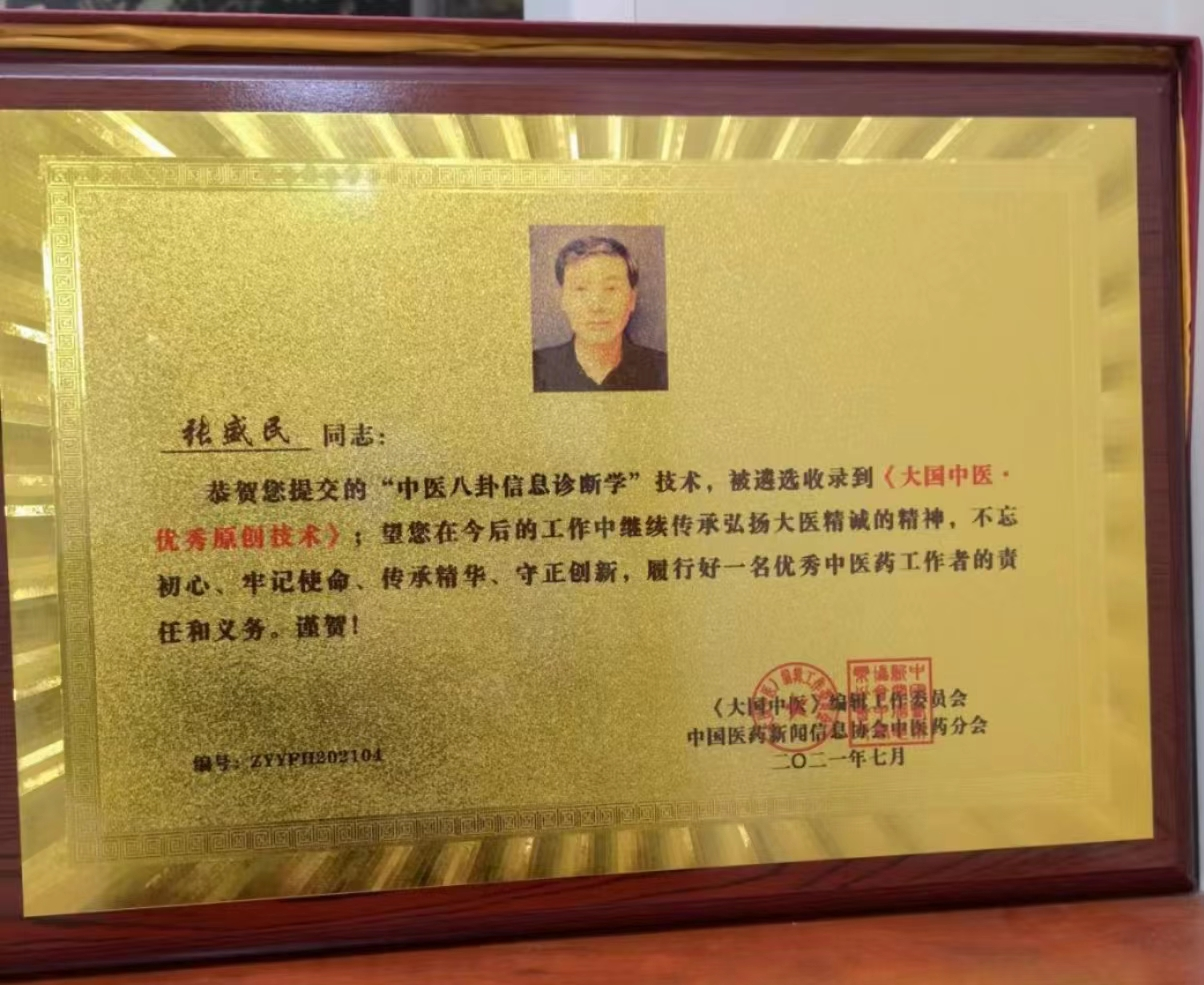 张盛民 同志：
恭贺您提交的“中医八卦信息诊断学”技术，被遴选收录到《大国中医·
优秀原创技术》；望您在今后的工作中继续传承弘扬大医精诚的精神，不忘
初心、牢记使命、传承精华、守正创新，履行好一名优秀中医药工作者的责
任和义务。谨贺！
《大国中医》编辑工作委员会
中国医药新闻信息协会中医药分会
二〇二一年七月
编号：ZYYFH202104